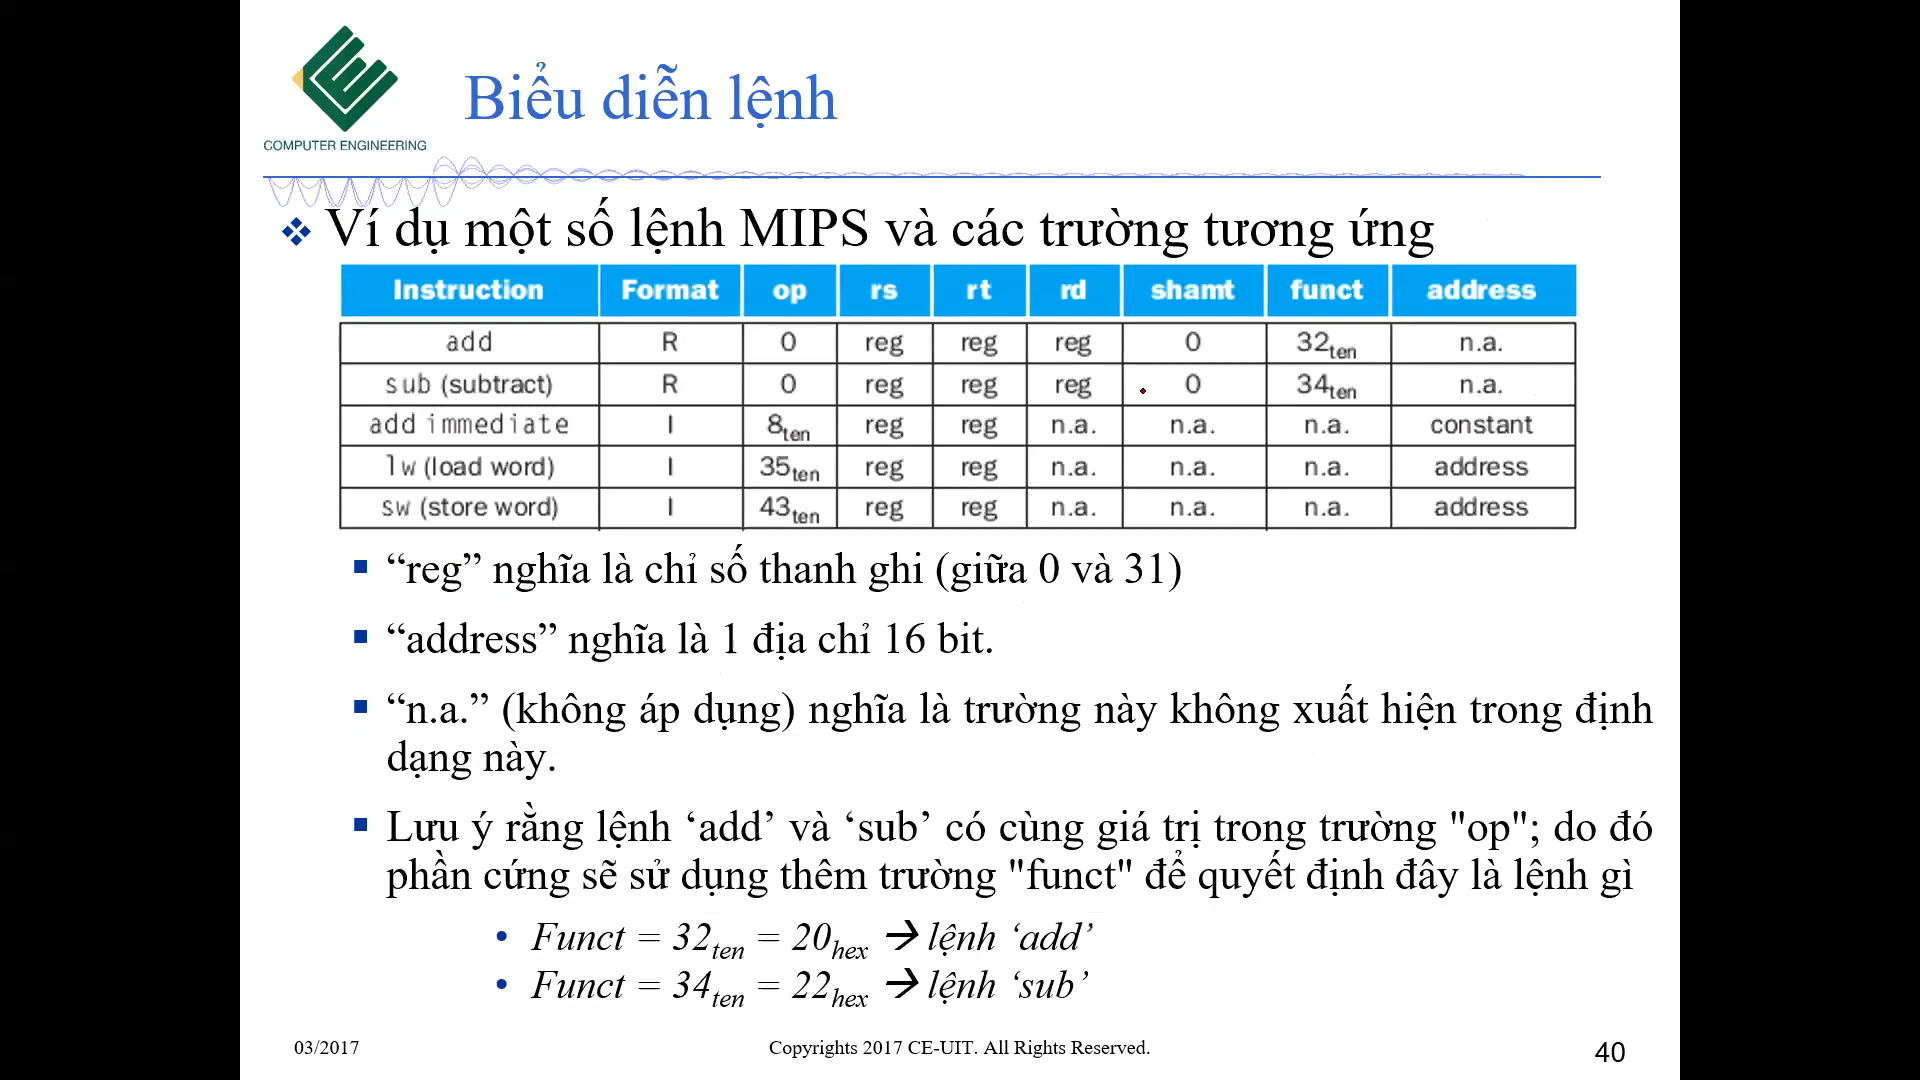 COMPUTER ENGINEERING
Biểu diễn lệnh
Ví dụ một số lệnh MIPS và các trường tương ứng
Instruction Format op rs rt rd shamt funct address
add R 0 reg reg reg 0 32ten n.a.
sub (subtract) R 0 reg reg reg 0 34ten n.a.
add immediate I 8ten reg reg n.a. n.a. n.a. constant
lw (load word) I 35ten reg reg n.a. n.a. n.a. address
sw (store word) I 43ten reg reg n.a. n.a. n.a. address
“reg” nghĩa là chỉ số thanh ghi (giữa 0 và 31)
“address” nghĩa là 1 địa chỉ 16 bit.
“n.a.” (không áp dụng) nghĩa là trường này không xuất hiện trong định
dạng này.
Lưu ý rằng lệnh ‘add’ và ‘sub’ có cùng giá trị trong trường "op"; do đó
phần cứng sẽ sử dụng thêm trường "funct" để quyết định đây là lệnh gì
• Funct = 32ten = 20hex → lệnh ‘add’
• Funct = 34ten = 22hex → lệnh ‘sub’
03/2017 Copyrights 2017 CE-UIT. All Rights Reserved. 40